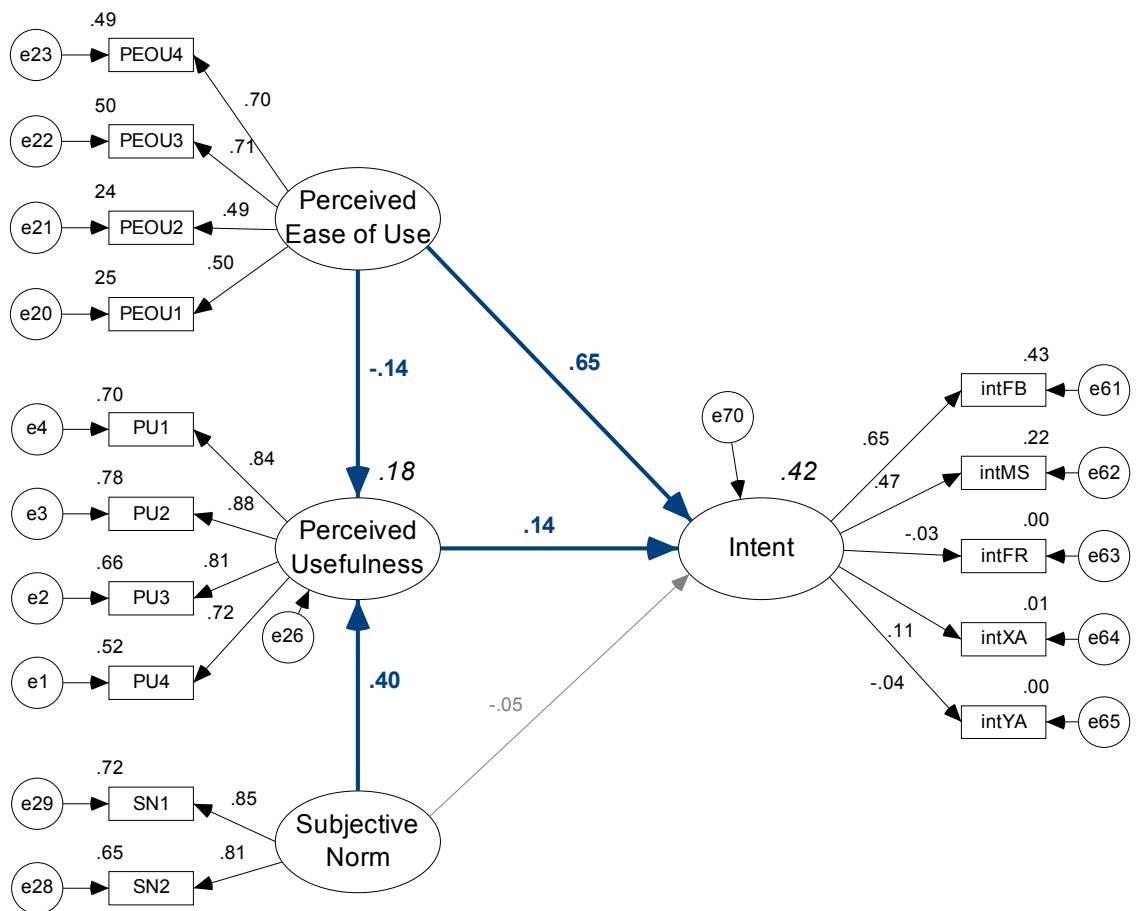 .49
e23
PEOU4
.70
50
e22
PEOU3
.71
24
e21
PEOU2
.49
25
e20
PEOU1
.50
Perceived
Ease of Use
-.14
.65
.70
e4
PU1
.84
.78
e3
PU2
.88
.66
e2
PU3
.81
.52
e1
PU4
.72
.18
Perceived
Usefulness
e26
.14
.40
.72
e29
SN1
.85
.65
e28
SN2
.81
Subjective
Norm
-.05
e70
.42
Intent
.43
intFB
e61
.65
.22
intMS
e62
.47
.00
intFR
e63
-.03
.01
intXA
e64
.11
.00
intYA
e65
-.04